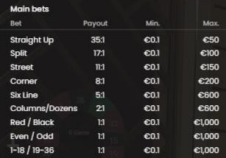 Main bets
Bet Payout Min. Max.
Straight Up 35:1 €0.1 €50
Split 17:1 €0.1 €100
Street 11:1 €0.1 €150
Corner 8:1 €0.1 €200
Six Line 5:1 €0.1 €600
Columns/Dozens 2:1 €0.1 €600
Red / Black 1:1 €0.1 €1,000
Even / Odd 1:1 €0.1 €1,000
1-18 / 19-36 1:1 €0.1 €1,000